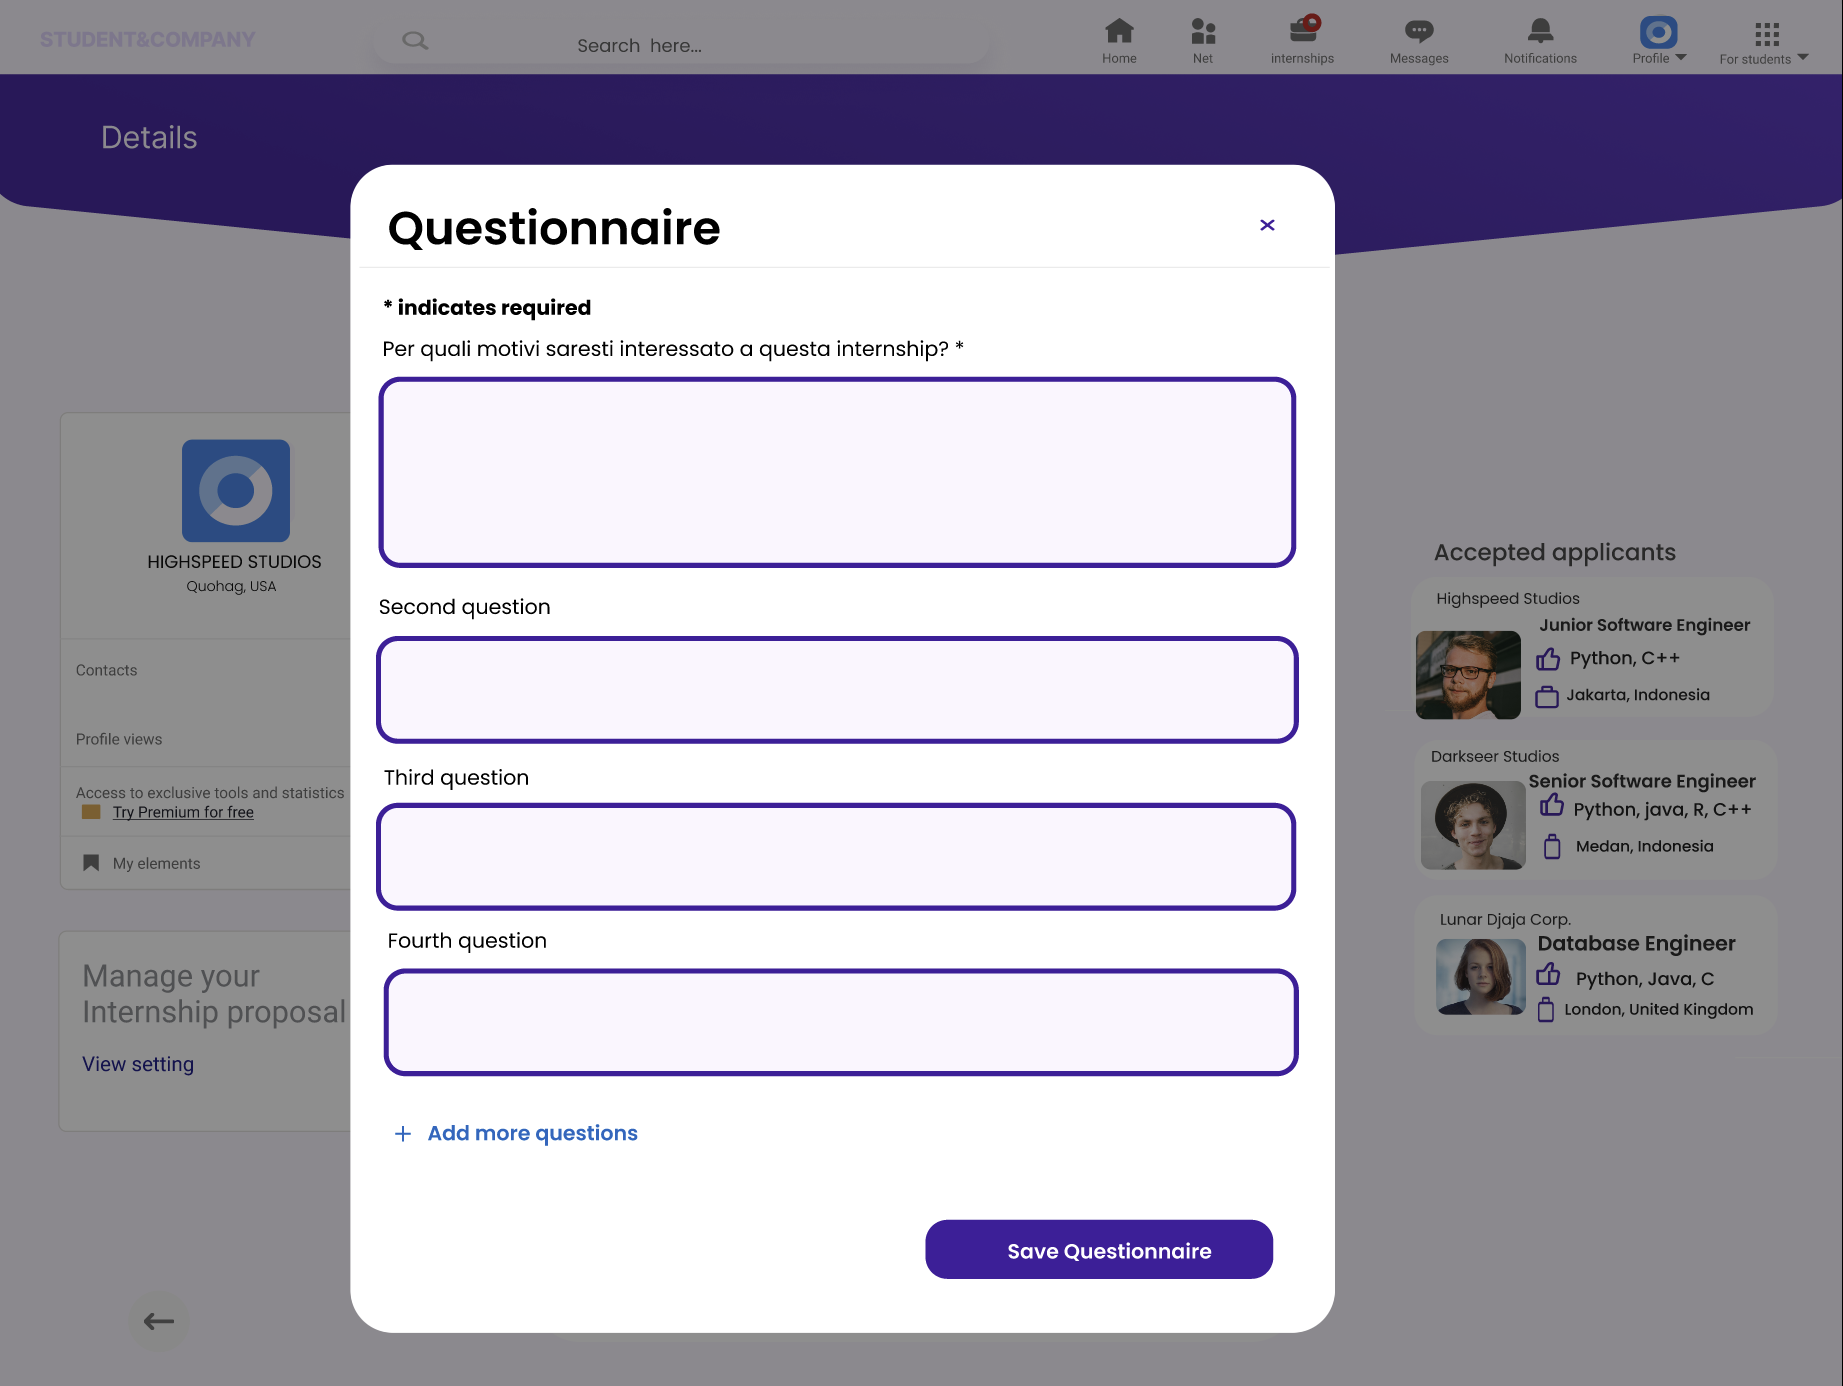 STUDENT&COMPANY
Search here...
Home
Net
internships
Messages
Notifications
Profile
For students
Details
Questionnaire
* indicates required
Per quali motivi saresti interessato a questa internship? *
Second question
Third question
Fourth question
+ Add more questions
Save Questionnaire
HIGHSPEED STUDIOS
Quohag, USA
Contacts
Profile views
Access to exclusive tools and statistics
Try Premium for free
My elements
Manage your
Internship proposal
View setting
Accepted applicants
Highspeed Studios
Junior Software Engineer
Python, C++
Jakarta, Indonesia
Darkseer Studios
Senior Software Engineer
Python, java, R, C++
Medan, Indonesia
Lunar Djaja Corp.
Database Engineer
Python, Java, C
London, United Kingdom